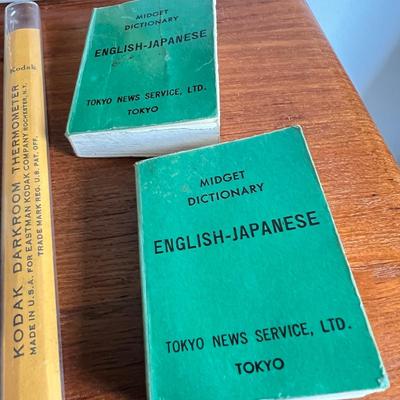 Kodak
KODAK DARKROOM THERMOMETER
MADE IN U.S.A. FOR EASTMAN KODAK COMPANY ROCHESTER, N.Y.
TRADE MARK REG. U.S. PAT. OFF.
MIDGET
DICTIONARY
ENGLISH-JAPANESE
TOKYO NEWS SERVICE, LTD.
TOKYO
MIDGET
DICTIONARY
ENGLISH-JAPANESE
TOKYO NEWS SERVICE, LTD.
TOKYO